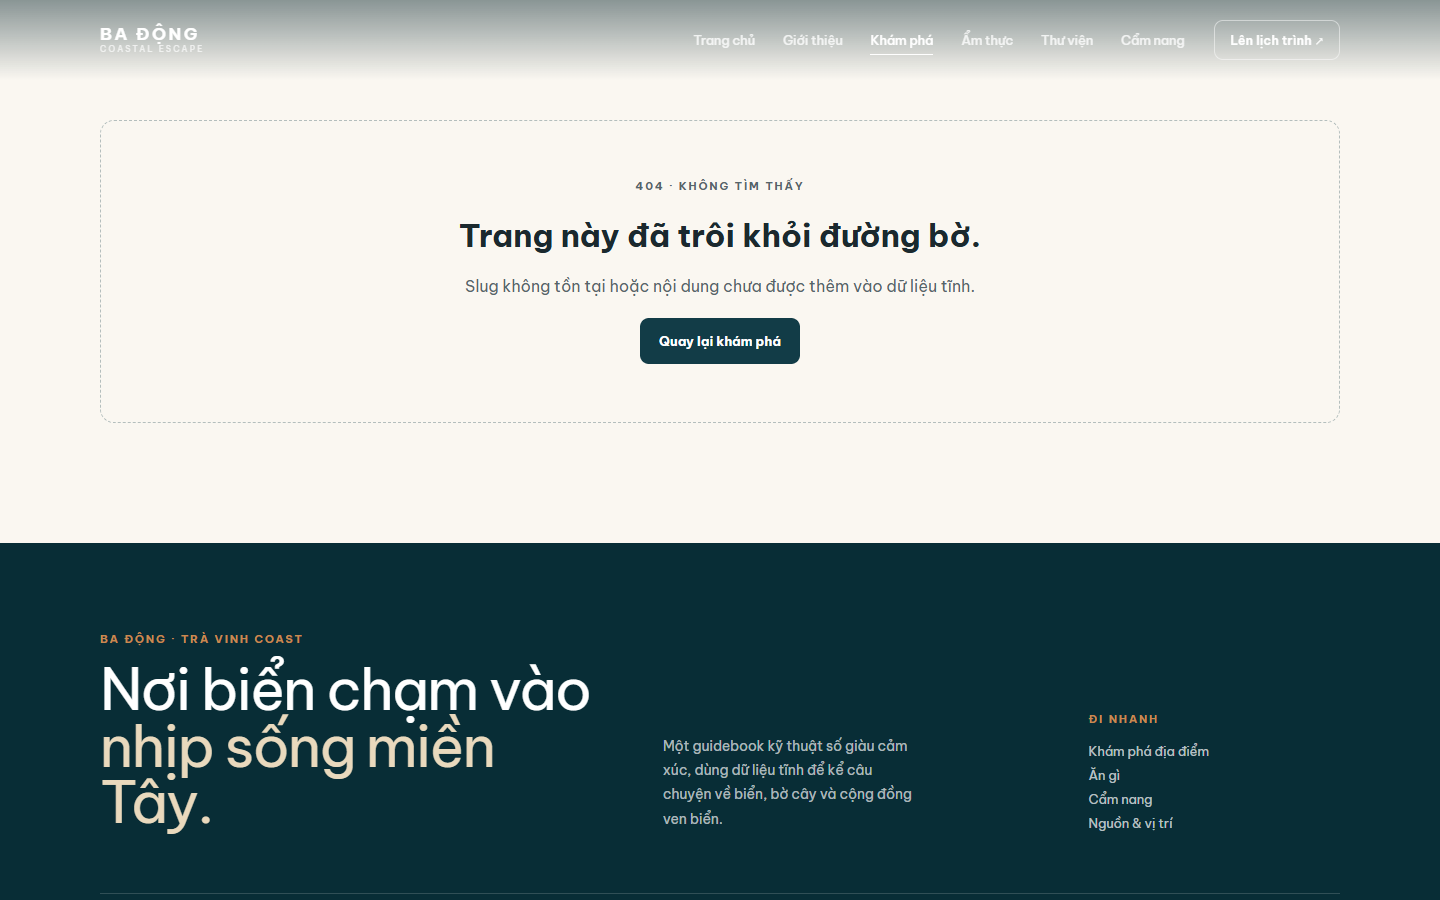 BA ĐỘNG
COASTAL ESCAPE
Trang chủ
Giới thiệu
Khám phá
Ẩm thực
Thư viện
Cẩm nang
Lên lịch trình ↗
404 · KHÔNG TÌM THẤY
Trang này đã trôi khỏi đường bờ.
Slug không tồn tại hoặc nội dung chưa được thêm vào dữ liệu tĩnh.
Quay lại khám phá
BA ĐỘNG · TRÀ VINH COAST
Nơi biển chạm vào
nhịp sống miền
Tây.
Một guidebook kỹ thuật số giàu cảm
xúc, dùng dữ liệu tĩnh để kể câu
chuyện về biển, bờ cây và cộng đồng
ven biển.
ĐI NHANH
Khám phá địa điểm
Ăn gì
Cẩm nang
Nguồn & vị trí